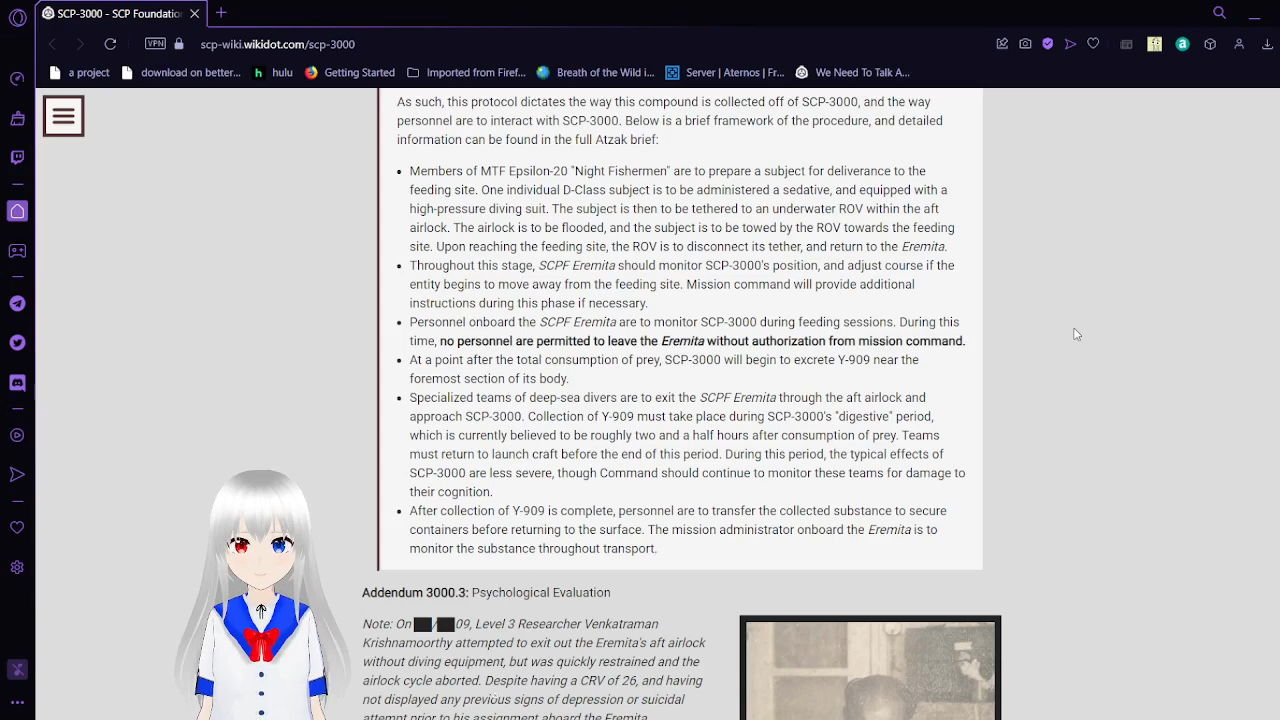 SCP-3000 - SCP Foundatio
VPN
scp-wiki.wikidot.com/scp-3000
a project
download on better...
hulu
Getting Started
Imported from Firef...
Breath of the Wild i...
Server | Aternos | Fr...
We Need To Talk A...
As such, this protocol dictates the way this compound is collected off of SCP-3000, and the way
personnel are to interact with SCP-3000. Below is a brief framework of the procedure, and detailed
information can be found in the full Atzak brief:
Members of MTF Epsilon-20 "Night Fishermen" are to prepare a subject for deliverance to the
feeding site. One individual D-Class subject is to be administered a sedative, and equipped with a
high-pressure diving suit. The subject is then to be tethered to an underwater ROV within the aft
airlock. The airlock is to be flooded, and the subject is to be towed by the ROV towards the feeding
site. Upon reaching the feeding site, the ROV is to disconnect its tether, and return to the Eremita.
Throughout this stage, SCPF Eremita should monitor SCP-3000's position, and adjust course if the
entity begins to move away from the feeding site. Mission command will provide additional
instructions during this phase if necessary.
Personnel onboard the SCPF Eremita are to monitor SCP-3000 during feeding sessions. During this
time, no personnel are permitted to leave the Eremita without authorization from mission command.
At a point after the total consumption of prey, SCP-3000 will begin to excrete Y-909 near the
foremost section of its body.
Specialized teams of deep-sea divers are to exit the SCPF Eremita through the aft airlock and
approach SCP-3000. Collection of Y-909 must take place during SCP-3000's "digestive" period,
which is currently believed to be roughly two and a half hours after consumption of prey. Teams
must return to launch craft before the end of this period. During this period, the typical effects of
SCP-3000 are less severe, though Command should continue to monitor these teams for damage to
their cognition.
After collection of Y-909 is complete, personnel are to transfer the collected substance to secure
containers before returning to the surface. The mission administrator onboard the Eremita is to
monitor the substance throughout transport.
Addendum 3000.3: Psychological Evaluation
Note: On ██/██09, Level 3 Researcher Venkatraman
Krishnamoorthy attempted to exit out the Eremita's aft airlock
without diving equipment, but was quickly restrained and the
airlock cycle aborted. Despite having a CRV of 26, and having
not displayed any previous signs of depression or suicidal
attempt prior to his assignment aboard the Eremita